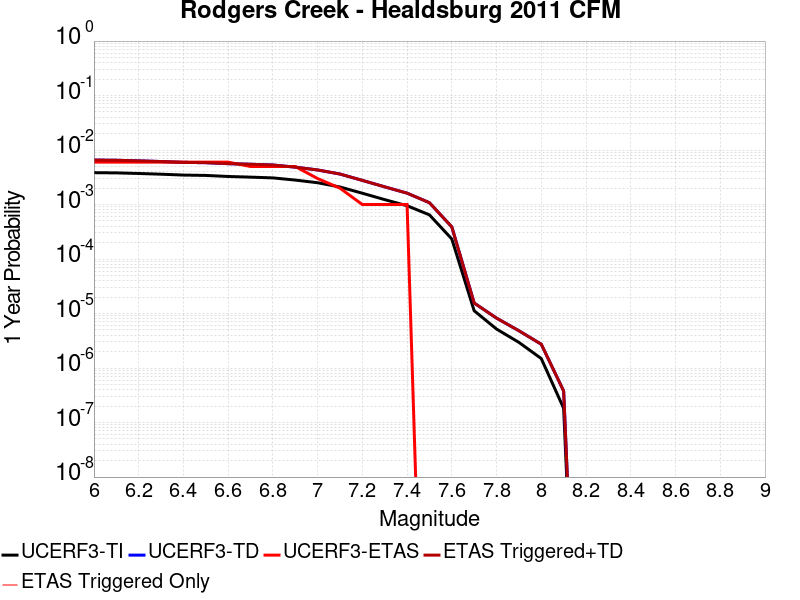 Rodgers Creek - Healdsburg 2011 CFM
1 Year Probability
10^0
10^-1
10^-2
10^-3
10^-4
10^-5
10^-6
10^-7
10^-8
6 6.2 6.4 6.6 6.8 7 7.2 7.4 7.6 7.8 8 8.2 8.4 8.6 8.8 9
Magnitude
UCERF3-TI UCERF3-TD UCERF3-ETAS ETAS Triggered+TD
ETAS Triggered Only